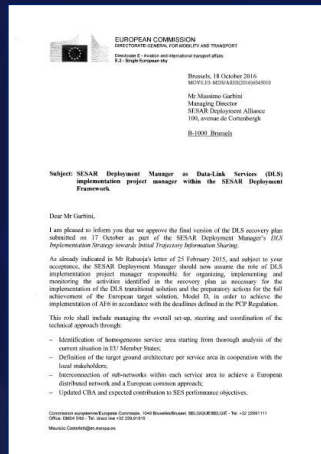 EUROPEAN COMMISSION
DIRECTORATE-GENERAL FOR MOBILITY AND TRANSPORT
Directorate E - Aviation and international transport affairs
E.3 - Single European sky
Brussels, 18 October 2016
Mr Massimo Garbini
Managing Director
SESAR Deployment Alliance
100, avenue de Cortenbergh
B-1000 Brussels
Subject: SESAR Deployment Manager as Data-Link Services (DLS)
implementation project manager within the SESAR Deployment
Framework
Dear Mr Garbini,
I am pleased to inform you that we approve the final version of the DLS recovery plan
submitted on 17 October as part of the SESAR Deployment Manager's DLS
Implementation Strategy towards Initial Trajectory Information Sharing.
As already indicated in Mr letter of 25 February 2015, and subject to your
acceptance, the SESAR Deployment Manager should now assume the role of DLS
implementation project manager responsible for organizing, implementing and
monitoring the activities identified in the recovery plan as necessary for the
implementation of the DLS transitional solution and the preparatory actions for the full
achievement of the European target solution, Model D, in order to achieve the
implementation of AF6 in accordance with the deadlines defined in the PCP Regulation.
This role shall include managing the overall set-up, steering and coordination of the
technical approach through:
– Identification of homogeneous service area starting from thorough analysis of the
current situation in EU Member States;
– Definition of the target ground architecture per service area in cooperation with the
local stakeholders;
– Interconnection of sub-networks within each service area to achieve a European
distributed network and a European common approach;
– Updated CBA and expected contribution to SES performance objectives.
Commission européenne/Europese Commissie, 1049 Bruxelles/Brussel, BELGIQUE/BELGIË - Tel. +32 22991111